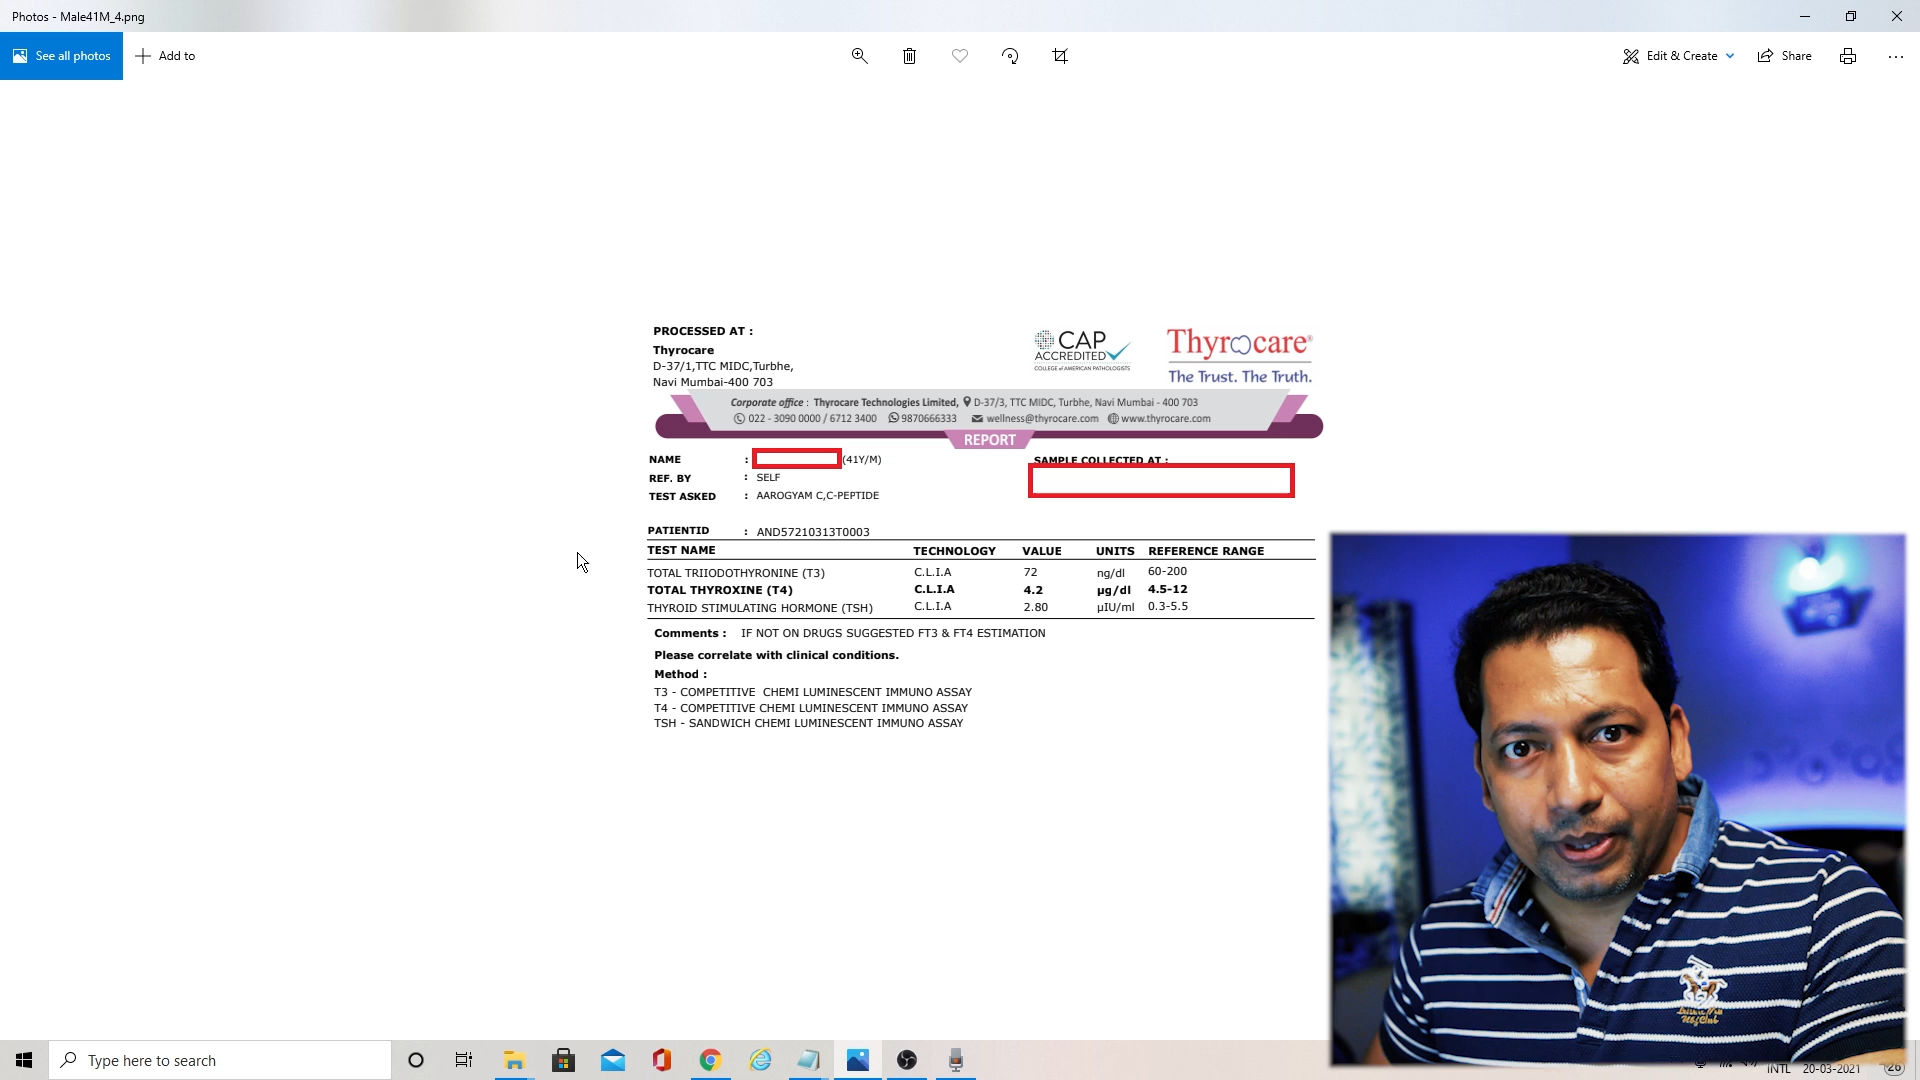 Photos - Male41M_4.png
See all photos
Add to
Edit & Create
Share
PROCESSED AT :
Thyrocare
D-37/1,TTC MIDC,Turbhe,
Navi Mumbai-400 703
CAP
ACCREDITED
COLLEGE of AMERICAN PATHOLOGISTS
Thyrocare®
The Trust. The Truth.
Corporate office : Thyrocare Technologies Limited, D-37/3, TTC MIDC, Turbhe, Navi Mumbai - 400 703
022 - 3090 0000 / 6712 3400 9870666333 wellness@thyrocare.com www.thyrocare.com
REPORT
NAME : (41Y/M)
REF. BY : SELF
TEST ASKED : AAROGYAM C,C-PEPTIDE
SAMPLE COLLECTED AT :
PATIENTID : AND57210313T0003
TEST NAME TECHNOLOGY VALUE UNITS REFERENCE RANGE
TOTAL TRIIODOTHYRONINE (T3) C.L.I.A 72 ng/dl 60-200
TOTAL THYROXINE (T4) C.L.I.A 4.2 µg/dl 4.5-12
THYROID STIMULATING HORMONE (TSH) C.L.I.A 2.80 µIU/ml 0.3-5.5
Comments : IF NOT ON DRUGS SUGGESTED FT3 & FT4 ESTIMATION
Please correlate with clinical conditions.
Method :
T3 - COMPETITIVE CHEMI LUMINESCENT IMMUNO ASSAY
T4 - COMPETITIVE CHEMI LUMINESCENT IMMUNO ASSAY
TSH - SANDWICH CHEMI LUMINESCENT IMMUNO ASSAY
Type here to search
INTL 20-03-2021 26